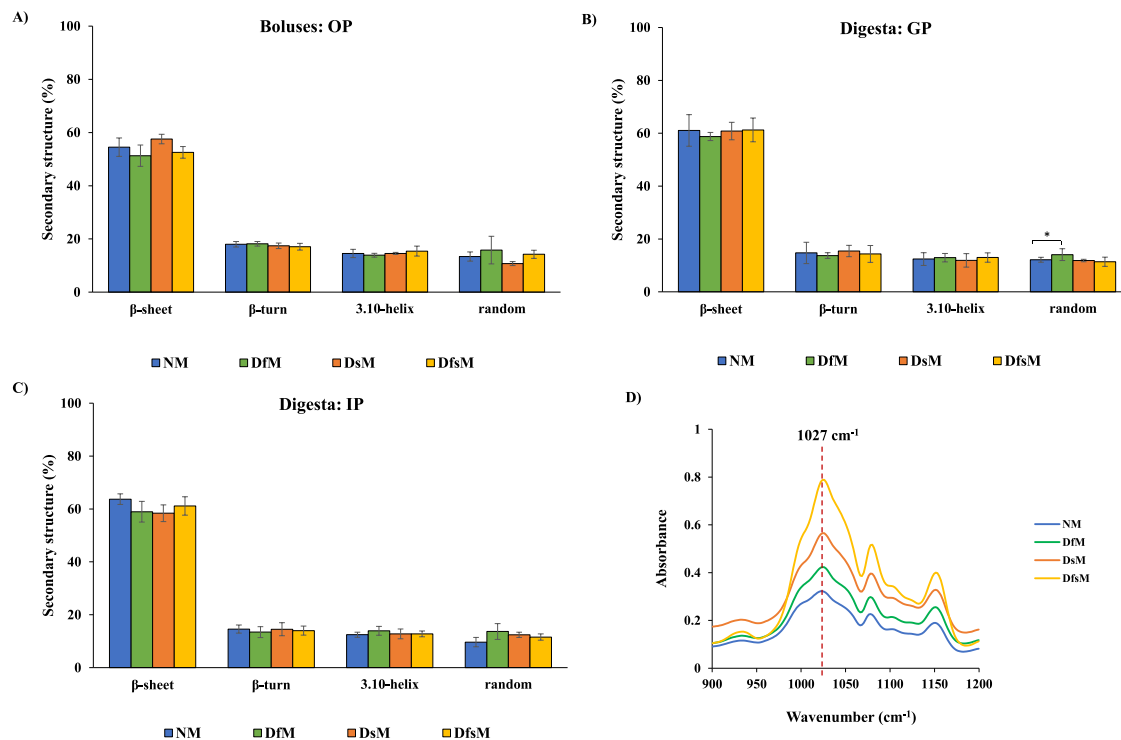 A)
Boluses: OP
Secondary structure (%)
100
80
60
40
20
0
β-sheet
β-turn
3.10-helix
random
NM
DfM
DsM
DfsM
B)
Digesta: GP
Secondary structure (%)
100
80
60
40
20
0
*
β-sheet
β-turn
3.10-helix
random
NM
DfM
DsM
DfsM
C)
Digesta: IP
Secondary structure (%)
100
80
60
40
20
0
β-sheet
β-turn
3.10-helix
random
NM
DfM
DsM
DfsM
D)
1027 cm⁻¹
Absorbance
1
0.8
0.6
0.4
0.2
0
900
950
1000
1050
1100
1150
1200
Wavenumber (cm⁻¹)
NM
DfM
DsM
DfsM